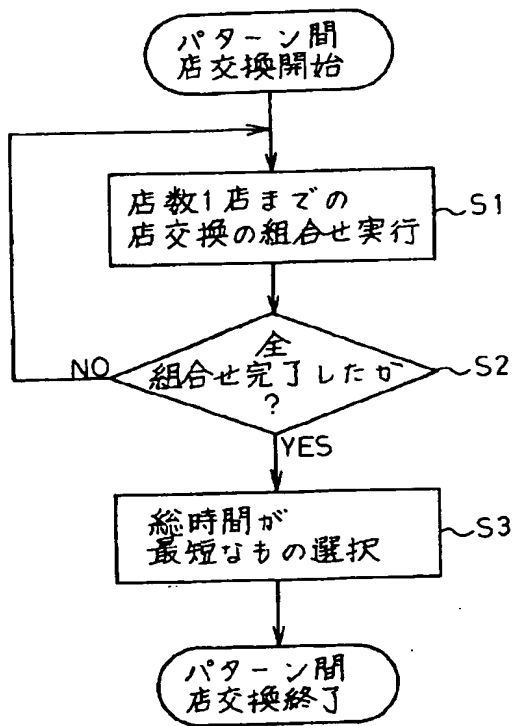 パターン間
店交換開始
店数1店までの
店交換の組合せ実行
~S1
全
組合せ完了したか
?
~S2
NO
YES
総時間が
最短なもの選択
~S3
パターン間
店交換終了